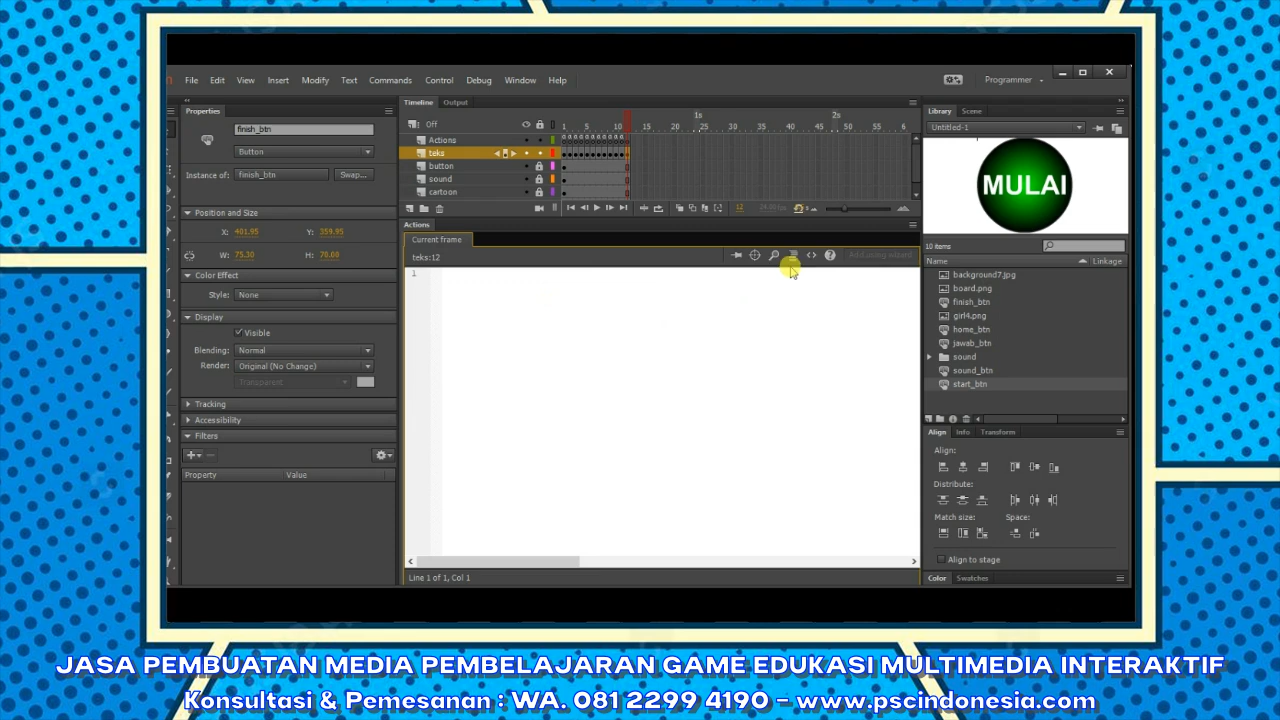 File Edit View Insert Modify Text Commands Control Debug Window Help
Programmer
Properties
finish_btn
Button
Instance of: finish_btn Swap...
Position and Size
X: 401.95 Y: 359.95
W: 75.30 H: 70.00
Color Effect
Style: None
Display
Visible
Blending: Normal
Render: Original (No Change)
Transparent
Tracking
Accessibility
Filters
Property Value
Timeline Output
Off
1s 2s
1 5 10 15 20 25 30 35 40 45 50 55 6
Actions
teks
button
sound
cartoon
12
Actions
Current frame
teks:12
1
Line 1 of 1, Col 1
Library Scene
Untitled-1
MULAI
10 items
Name Linkage
background7.jpg
board.png
finish_btn
girl4.png
home_btn
jawab_btn
sound
sound_btn
start_btn
Align Info Transform
Align:
Distribute:
Match size: Space:
Align to stage
Color Swatches
JASA PEMBUATAN MEDIA PEMBELAJARAN GAME EDUKASI MULTIMEDIA INTERAKTIF
Konsultasi & Pemesanan : WA. 081 2299 4190 - www.pscindonesia.com